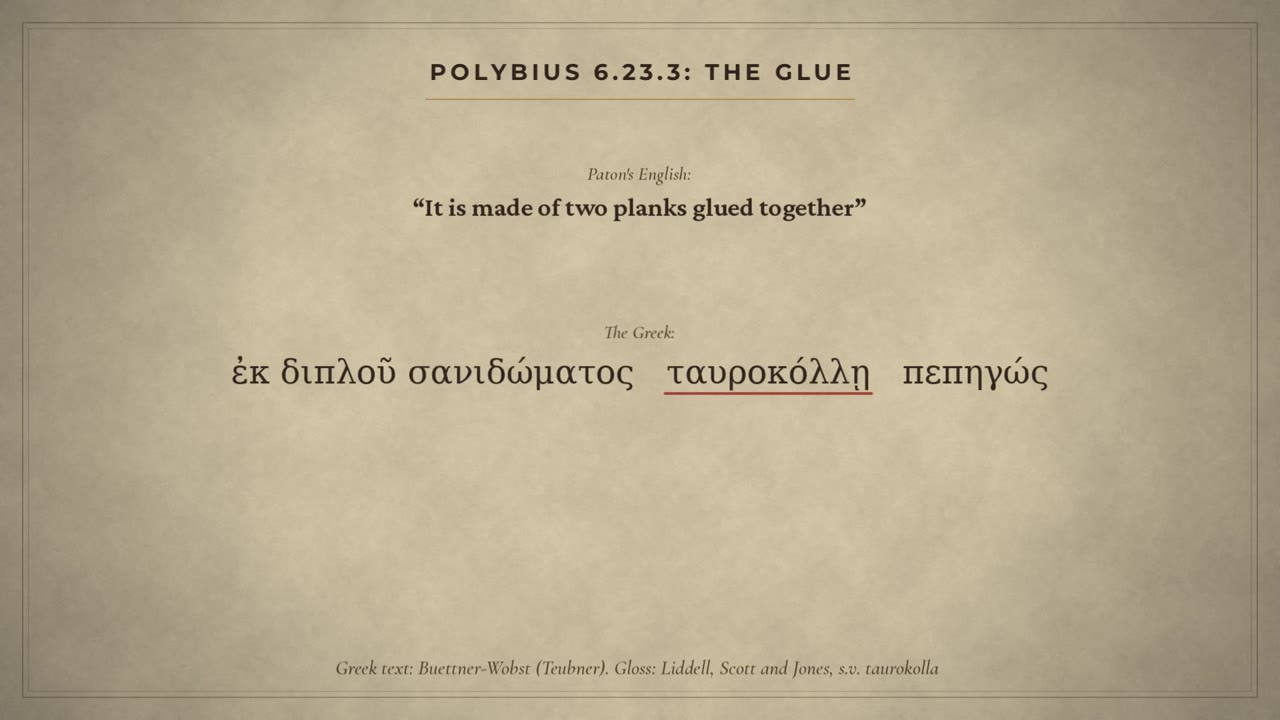 POLYBIUS 6.23.3: THE GLUE
Paton's English:
“It is made of two planks glued together”
The Greek:
ἐκ διπλοῦ σανιδώματος ταυροκόλλῃ πεπηγώς
Greek text: Buettner-Wobst (Teubner). Gloss: Liddell, Scott and Jones, s.v. taurokolla